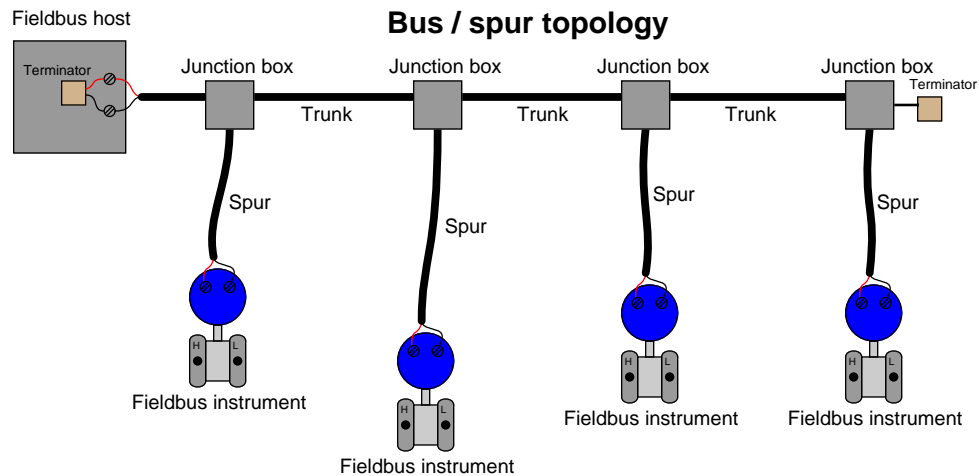 Bus / spur topology
Fieldbus host
Terminator
Junction box
Junction box
Junction box
Junction box
Terminator
Trunk
Trunk
Trunk
Spur
Spur
Spur
Spur
H L
H L
H L
H L
Fieldbus instrument
Fieldbus instrument
Fieldbus instrument
Fieldbus instrument